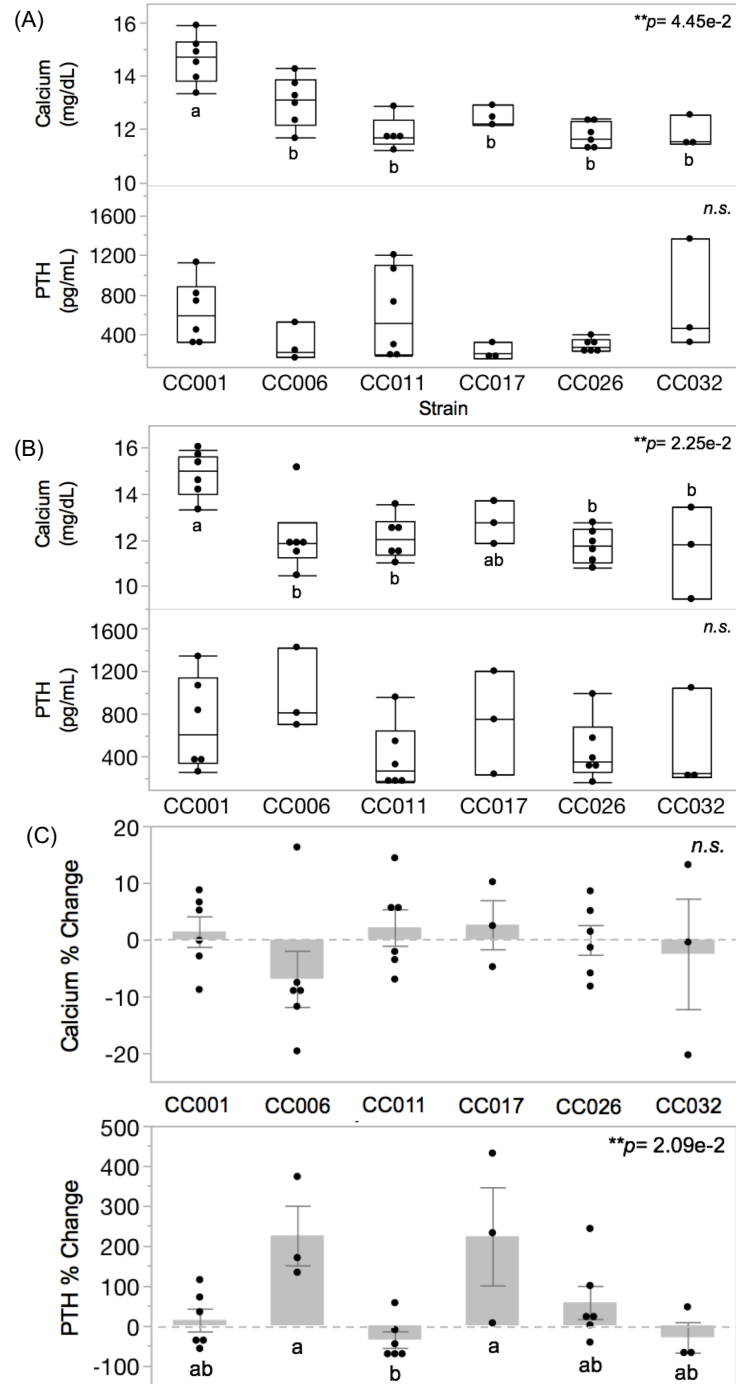 (A)
**p= 4.45e-2
Calcium
(mg/dL)
16
14
12
10
a
b
b
b
b
b
n.s.
PTH
(pg/mL)
1600
1200
800
400
CC001 CC006 CC011 CC017 CC026 CC032
Strain
(B)
**p= 2.25e-2
Calcium
(mg/dL)
16
14
12
10
a
b
b
ab
b
b
n.s.
PTH
(pg/mL)
1600
1200
800
400
CC001 CC006 CC011 CC017 CC026 CC032
(C)
n.s.
Calcium % Change
20
10
0
-10
-20
CC001 CC006 CC011 CC017 CC026 CC032
**p= 2.09e-2
PTH % Change
500
400
300
200
100
0
-100
ab
a
b
a
ab
ab